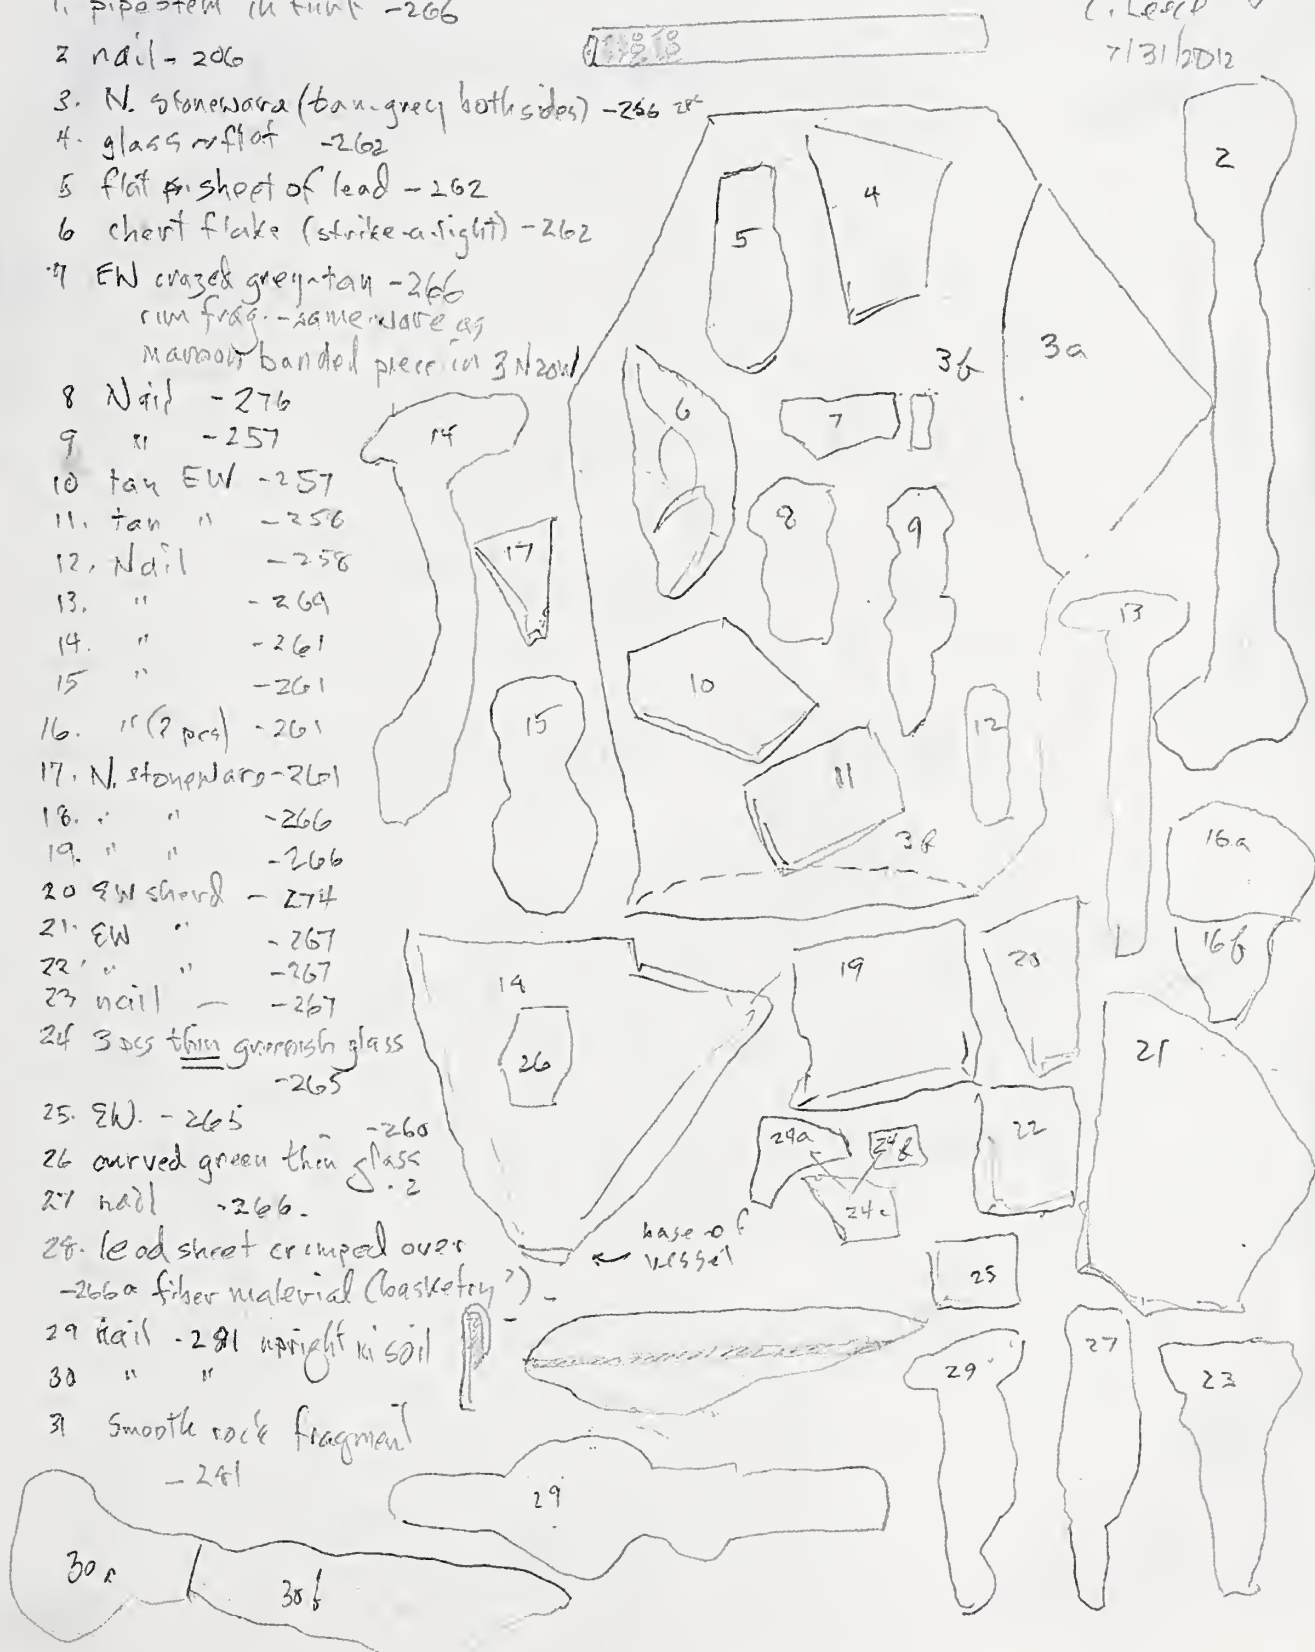 1. pipestem in -266
C. Leach
7/31/2012
2 nail - 206
3. N. stoneware (tan-grey both sides) -256
4. glass flat -262
5 flat sheet of lead - 262
6 chert flake (strike-a-light) -262
7 EW crazed grey-tan -266
rim frag. - same ware as
maroon banded piece in
8 Nail -276
9 " -257
10 tan EW -257
11. tan " -256
12. Nail -258
13. " -269
14. " -261
15 " -261
16. " (2 pcs) -261
17. N. stoneware -261
18. " " -266
19. " " -266
20 EW sherd - 274
21. EW " -267
22 " " -267
23 nail — -267
24 3 pcs thin greenish glass
-265
25. EW. -265
-260
26 curved green thin glass
27 nail -266.
28. lead sheet crimped over
-266 a fiber material (basketry?) -
29 nail -281 upright in soil
30 " "
31 Smooth rock fragment
-281
2
4
5
3b
3a
6
7
14
8
9
17
13
10
12
15
11
3b
16a
16b
14
19
20
26
21
24a
24b
22
24c
base of
vessel
25
29
27
23
29
30a
30b